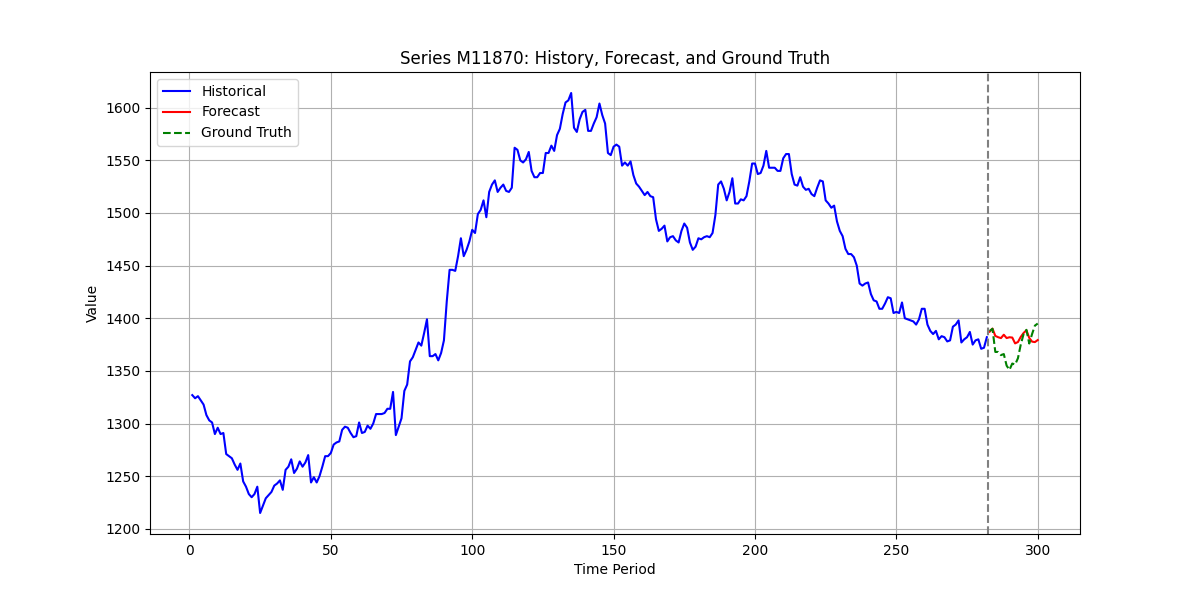 Series M11870: History, Forecast, and Ground Truth
Historical
Forecast
Ground Truth
Value
1600
1550
1500
1450
1400
1350
1300
1250
1200
0 50 100 150 200 250 300
Time Period